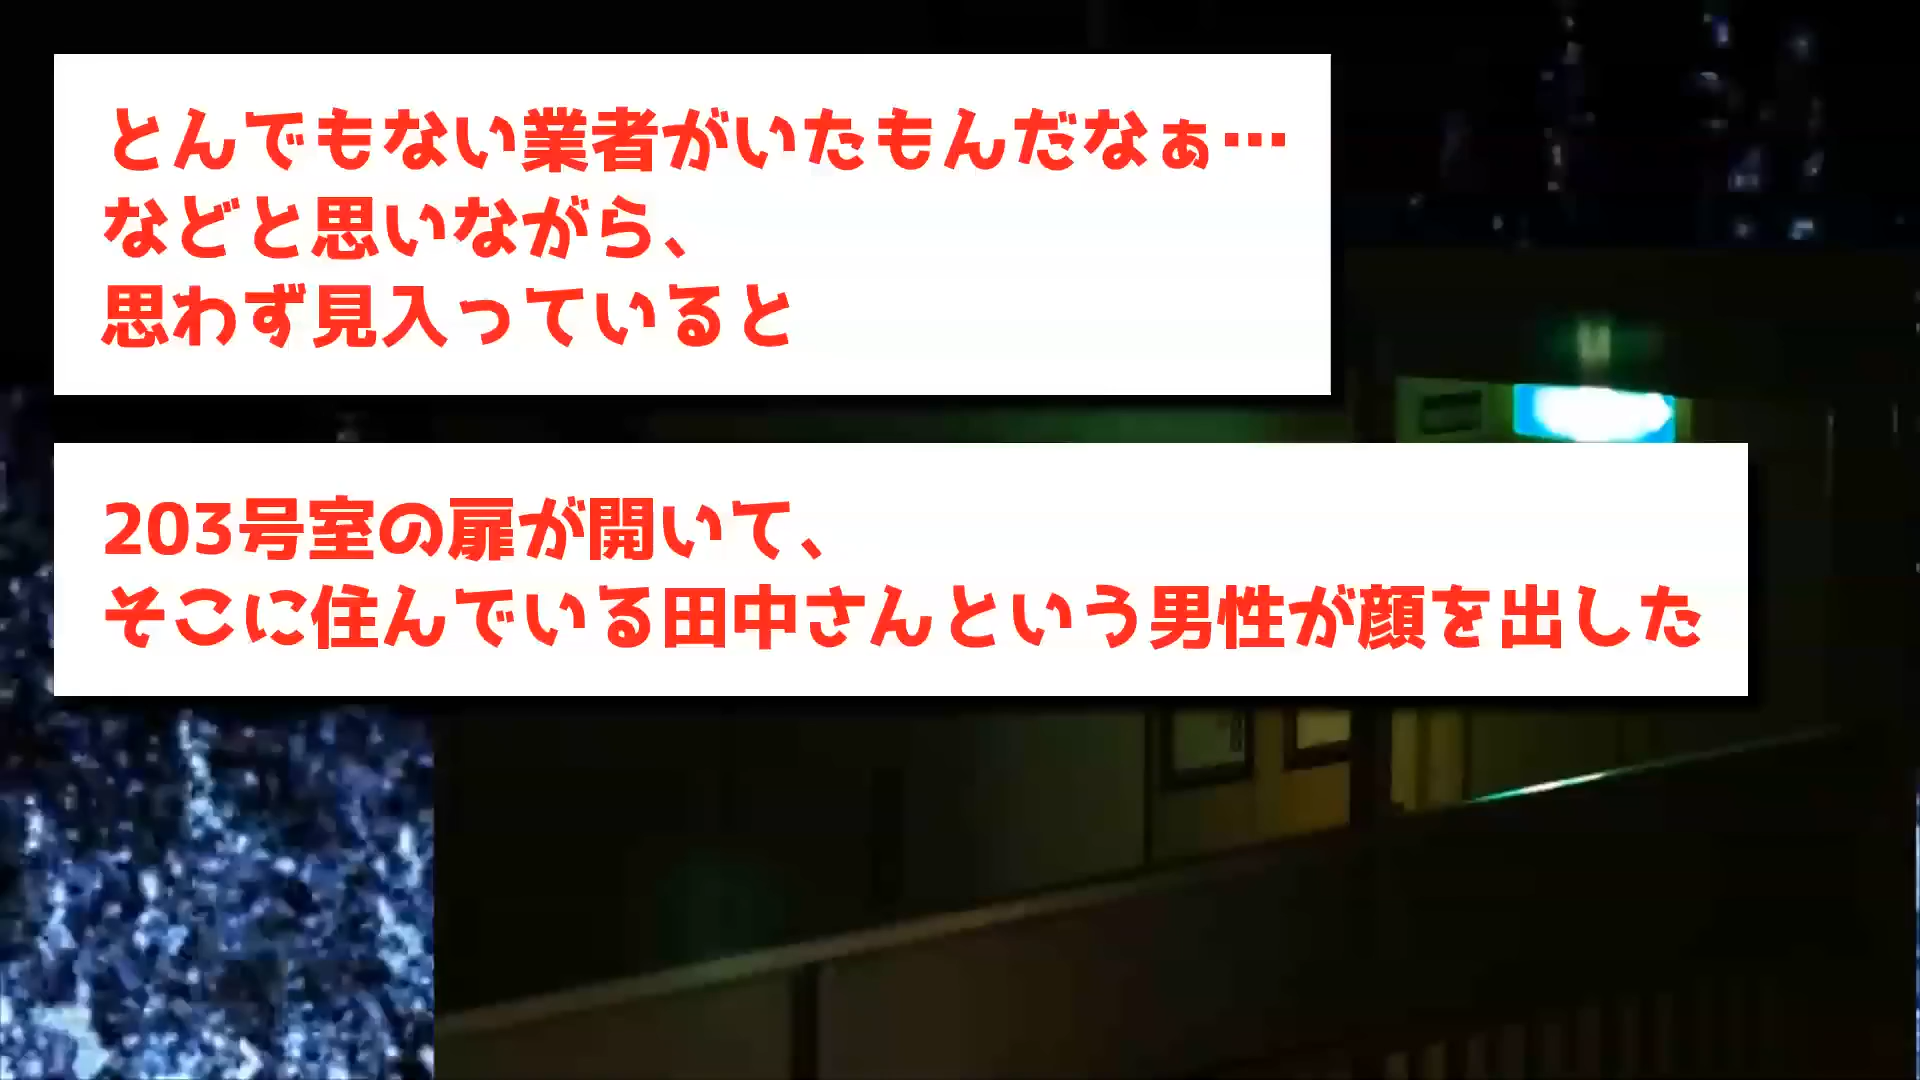 とんでもない業者がいたもんだなぁ…
などと思いながら、
思わず見入っていると
203号室の扉が開いて、
そこに住んでいる田中さんという男性が顔を出した